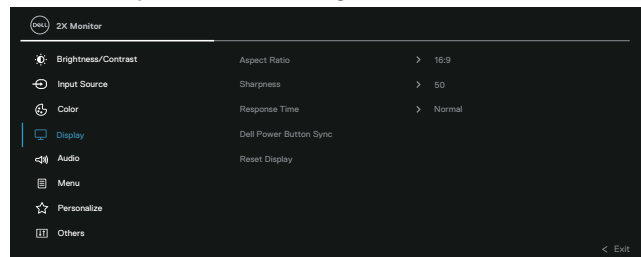 DELL 2X Monitor
Brightness/Contrast Aspect Ratio > 16:9
Input Source Sharpness > 50
Color Response Time > Normal
Display Dell Power Button Sync
Audio Reset Display
Menu
Personalize
Others
< Exit